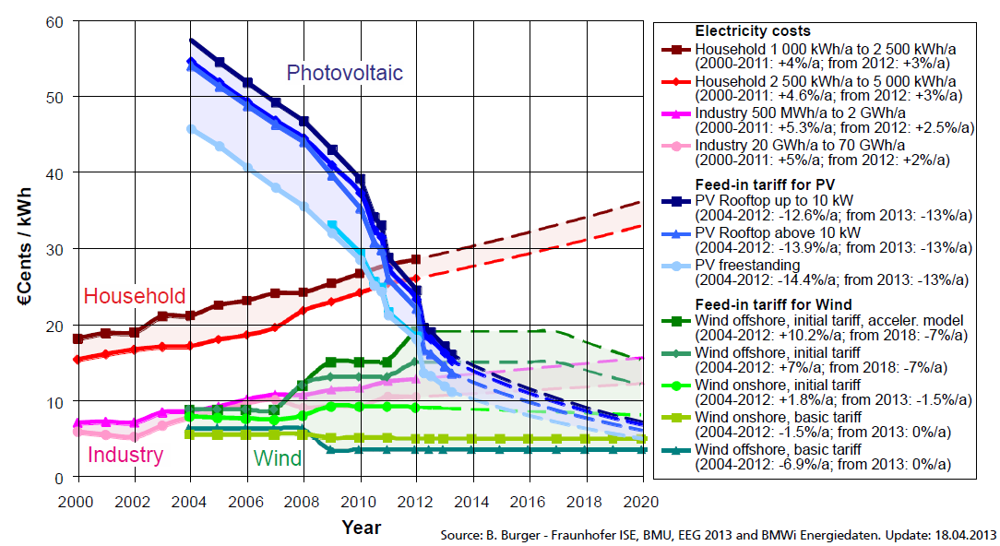 60
50
40
30
20
10
0
€Cents / kWh
Photovoltaic
Household
Industry
Wind
2000
2002
2004
2006
2008
2010
2012
2014
2016
2018
2020
Year
Electricity costs
Household 1 000 kWh/a to 2 500 kWh/a
(2000-2011: +4%/a; from 2012: +3%/a)
Household 2 500 kWh/a to 5 000 kWh/a
(2000-2011: +4.6%/a; from 2012: +3%/a)
Industry 500 MWh/a to 2 GWh/a
(2000-2011: +5.3%/a; from 2012: +2.5%/a)
Industry 20 GWh/a to 70 GWh/a
(2000-2011: +5%/a; from 2012: +2%/a)
Feed-in tariff for PV
PV Rooftop up to 10 kW
(2004-2012: -12.6%/a; from 2013: -13%/a)
PV Rooftop above 10 kW
(2004-2012: -13.9%/a; from 2013: -13%/a)
PV freestanding
(2004-2012: -14.4%/a; from 2013: -13%/a)
Feed-in tariff for Wind
Wind offshore, initial tariff, acceler. model
(2004-2012: +10.2%/a; from 2018: -7%/a)
Wind offshore, initial tariff
(2004-2012: +7%/a; from 2018: -7%/a)
Wind onshore, initial tariff
(2004-2012: +1.8%/a; from 2013: -1.5%/a)
Wind onshore, basic tariff
(2004-2012: -1.5%/a; from 2013: 0%/a)
Wind offshore, basic tariff
(2004-2012: -6.9%/a; from 2013: 0%/a)
Source: B. Burger - Fraunhofer ISE, BMU, EEG 2013 and BMWi Energiedaten. Update: 18.04.2013